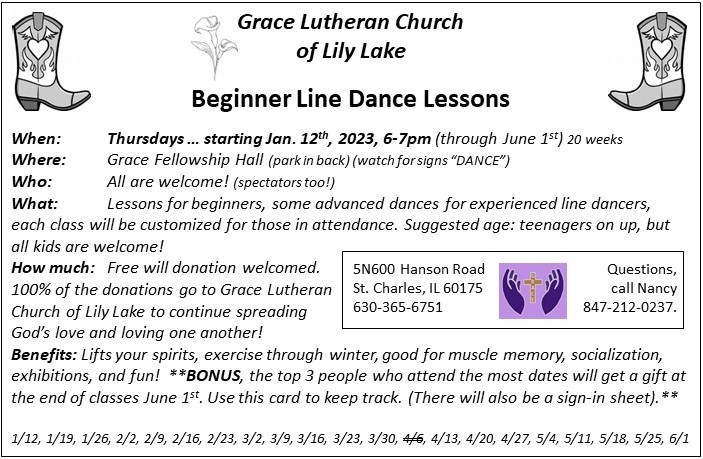 Grace Lutheran Church
of Lily Lake
Beginner Line Dance Lessons
When: Thursdays … starting Jan. 12th, 2023, 6-7pm (through June 1st) 20 weeks
Where: Grace Fellowship Hall (park in back) (watch for signs “DANCE”)
Who: All are welcome! (spectators too!)
What: Lessons for beginners, some advanced dances for experienced line dancers,
each class will be customized for those in attendance. Suggested age: teenagers on up, but
all kids are welcome!
How much: Free will donation welcomed.
100% of the donations go to Grace Lutheran
Church of Lily Lake to continue spreading
God’s love and loving one another!
5N600 Hanson Road
St. Charles, IL 60175
630-365-6751
Questions,
call Nancy
847-212-0237.
Benefits: Lifts your spirits, exercise through winter, good for muscle memory, socialization,
exhibitions, and fun! **BONUS, the top 3 people who attend the most dates will get a gift at
the end of classes June 1st. Use this card to keep track. (There will also be a sign-in sheet).**
1/12, 1/19, 1/26, 2/2, 2/9, 2/16, 2/23, 3/2, 3/9, 3/16, 3/23, 3/30, 4/6, 4/13, 4/20, 4/27, 5/4, 5/11, 5/18, 5/25, 6/1